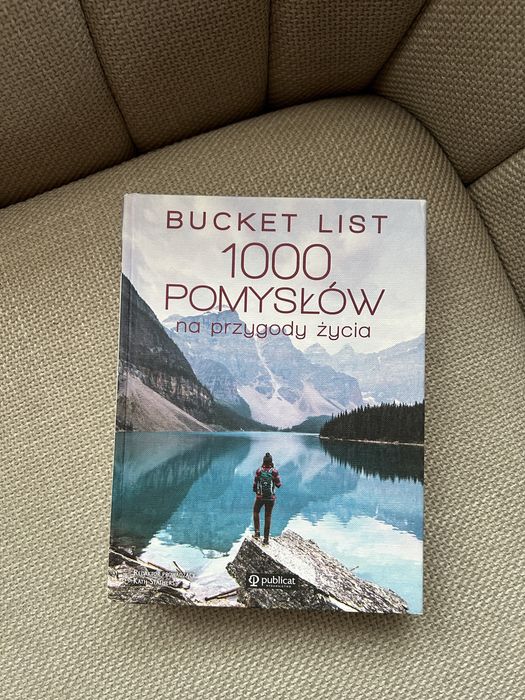 BUCKET LIST
1000
POMYSŁÓW
na przygody życia
publicat